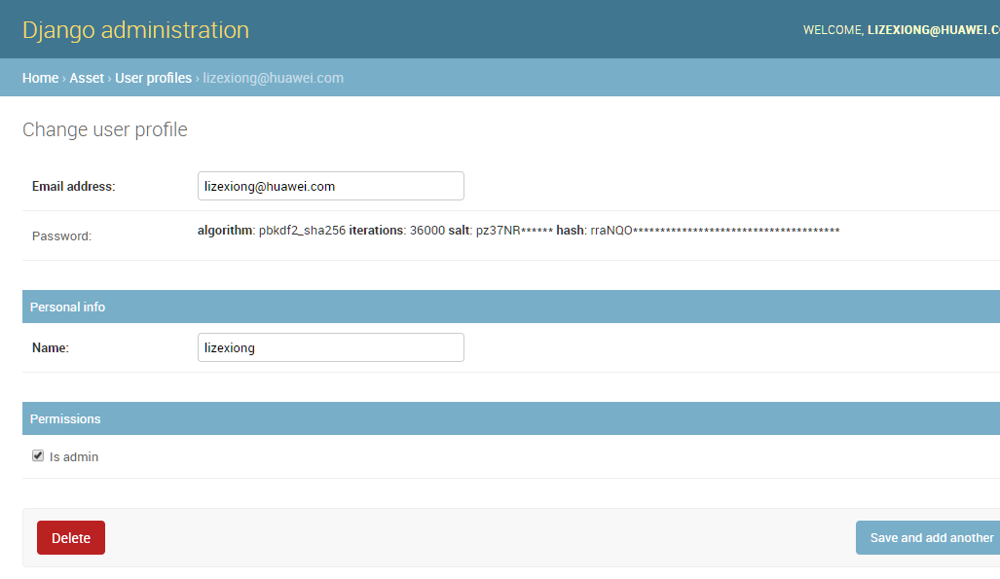 Django administration
WELCOME, LIZEXIONG@HUAWEI.CO
Home › Asset › User profiles › lizexiong@huawei.com
Change user profile
Email address: lizexiong@huawei.com
Password: algorithm: pbkdf2_sha256 iterations: 36000 salt: pz37NR****** hash: rraNQO**************************************
Personal info
Name: lizexiong
Permissions
Is admin
Delete
Save and add another